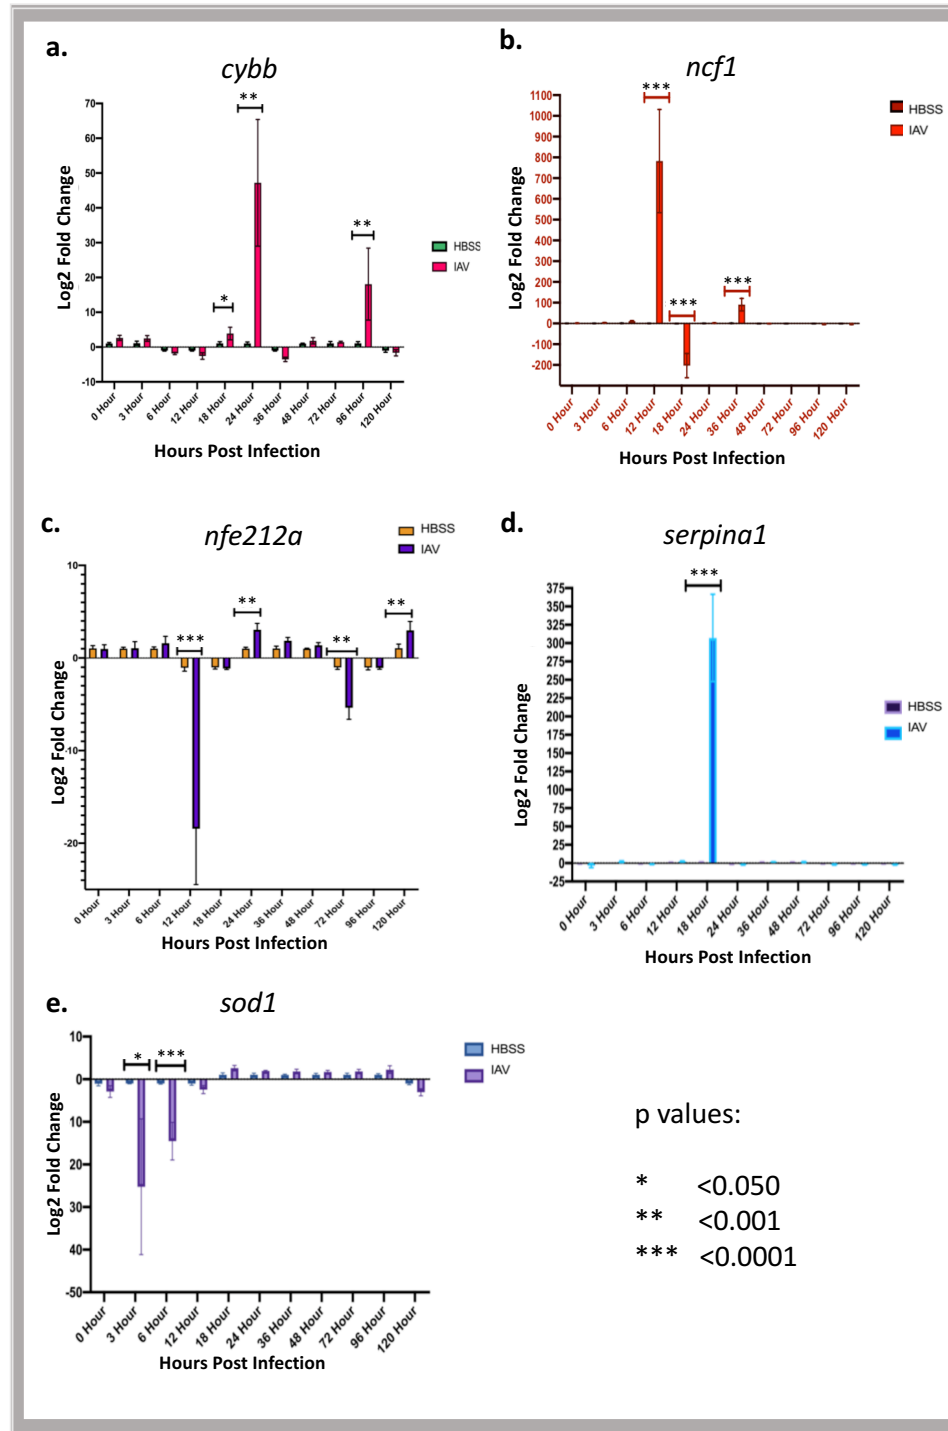 a.
cybb
**
70
60
50
40
30
20
10
0
-10
Log2 Fold Change
*
**
HBSS
IAV
0 Hour
3 Hour
6 Hour
12 Hour
18 Hour
24 Hour
36 Hour
48 Hour
72 Hour
96 Hour
120 Hour
Hours Post Infection
b.
ncf1
***
1100
1000
900
800
700
600
500
400
300
200
100
0
-100
-200
Log2 Fold Change
***
***
HBSS
IAV
0 Hour
3 Hour
6 Hour
12 Hour
18 Hour
24 Hour
36 Hour
48 Hour
72 Hour
96 Hour
120 Hour
Hours Post Infection
c.
nfe212a
HBSS
IAV
10
0
-10
-20
Log2 Fold Change
***
**
**
**
0 Hour
3 Hour
6 Hour
12 Hour
18 Hour
24 Hour
36 Hour
48 Hour
72 Hour
96 Hour
120 Hour
Hours Post Infection
d.
serpina1
***
375
350
325
300
275
250
225
200
175
150
125
100
75
50
25
0
-25
Log2 Fold Change
HBSS
IAV
0 Hour
3 Hour
6 Hour
12 Hour
18 Hour
24 Hour
36 Hour
48 Hour
72 Hour
96 Hour
120 Hour
Hours Post Infection
e.
sod1
10
0
10
20
30
40
-50
Log2 Fold Change
*
***
HBSS
IAV
0 Hour
3 Hour
6 Hour
12 Hour
18 Hour
24 Hour
36 Hour
48 Hour
72 Hour
96 Hour
120 Hour
Hours Post Infection
p values:
* <0.050
** <0.001
*** <0.0001